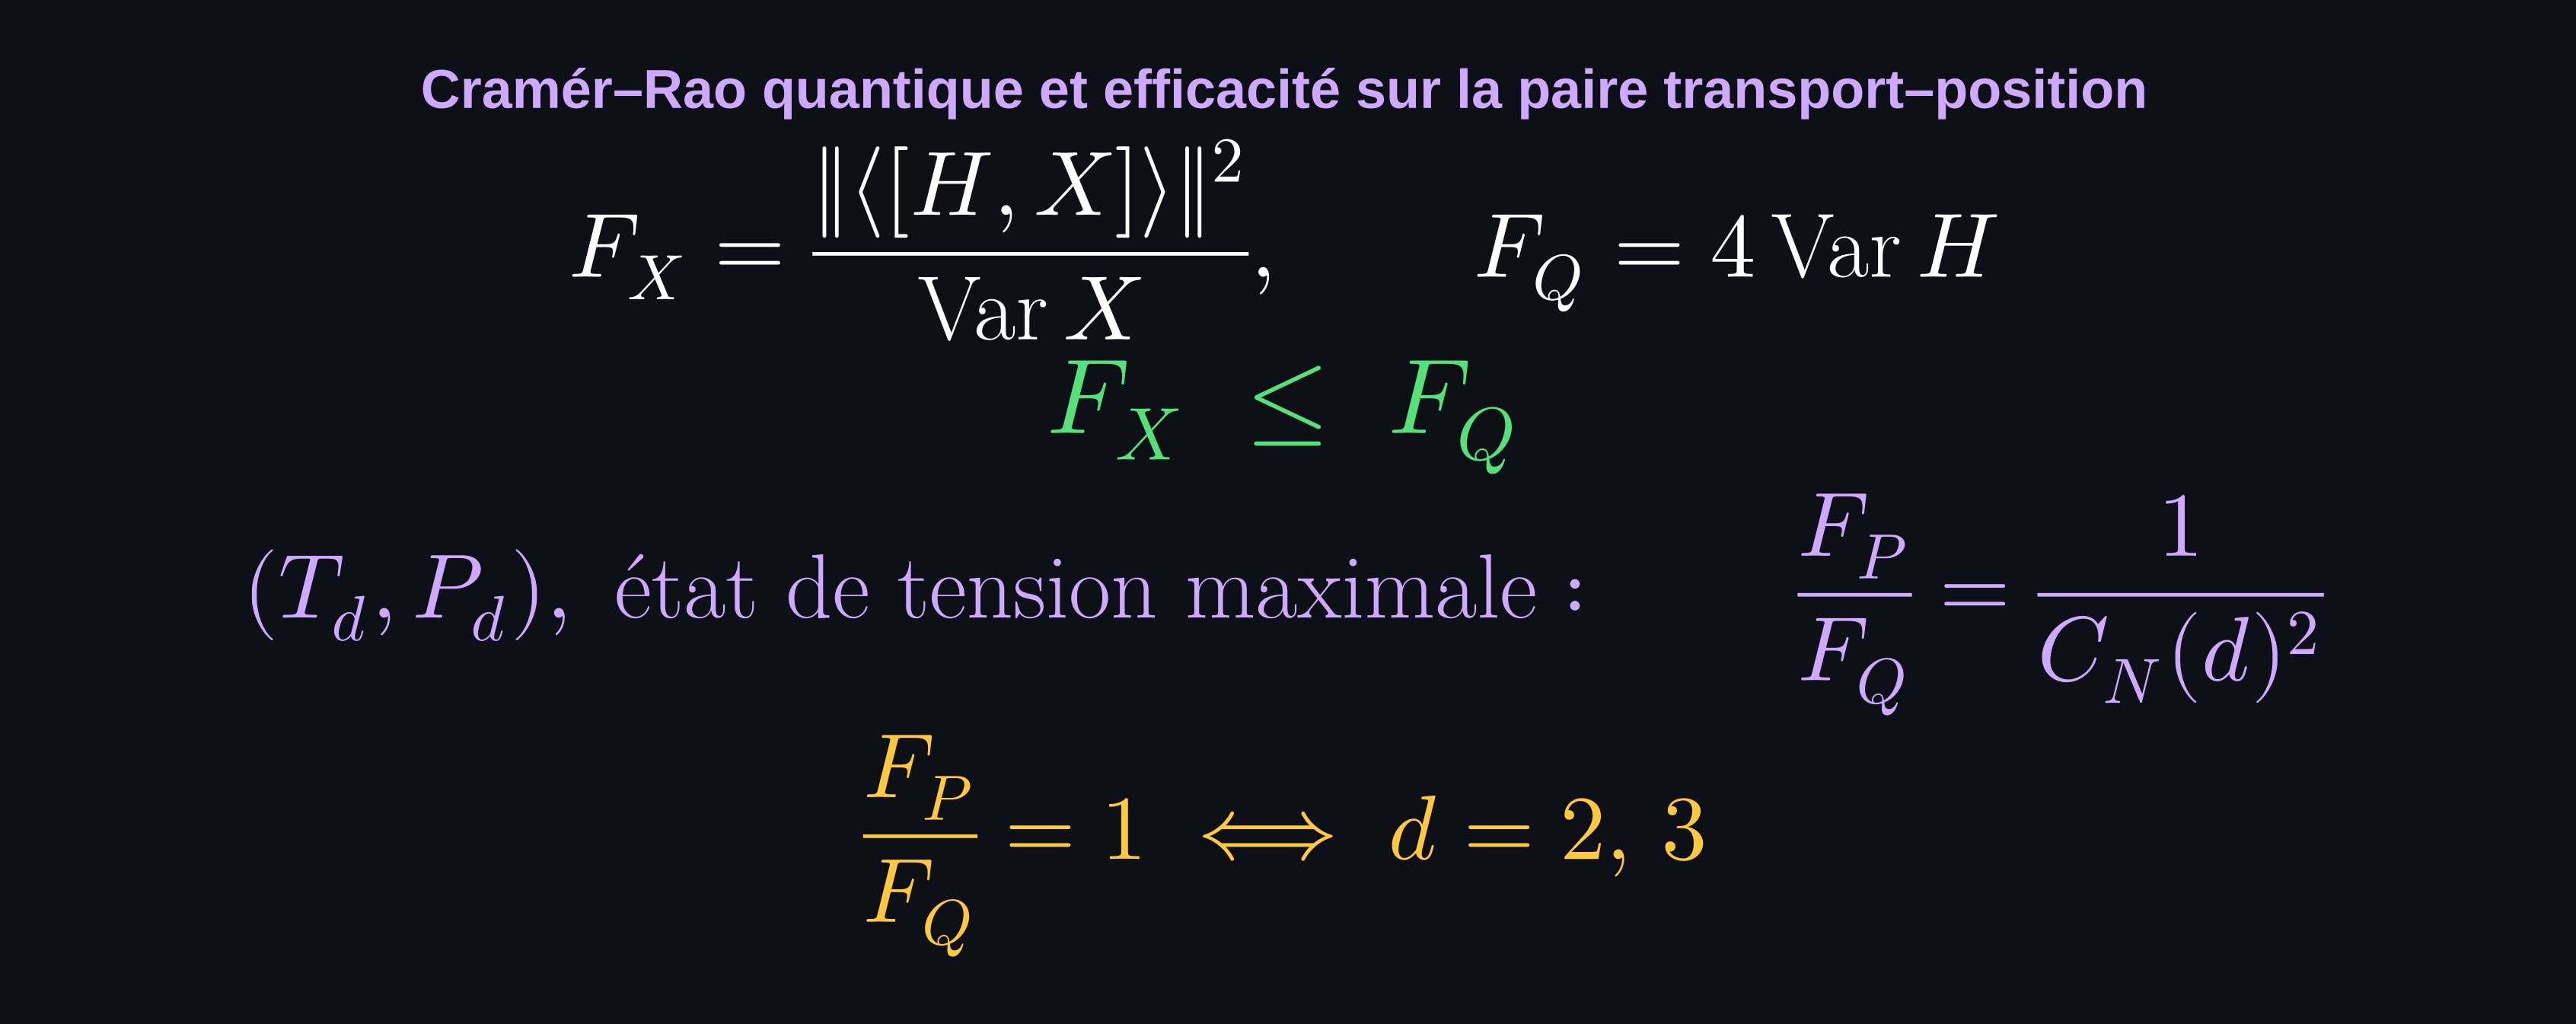 Cramér–Rao quantique et efficacité sur la paire transport–position
F_X = ‖⟨[H, X]⟩‖² / Var X,    F_Q = 4 Var H
F_X ≤ F_Q
(T_d, P_d), état de tension maximale :    F_P / F_Q = 1 / C_N(d)²
F_P / F_Q = 1 ⟺ d = 2, 3